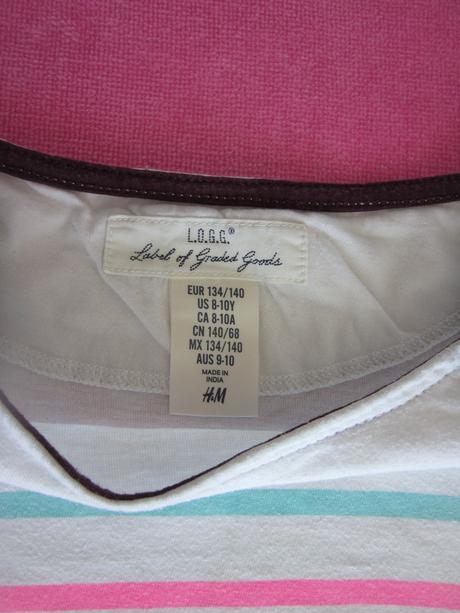 L.O.G.G.®
Label of Graded Goods
EUR 134/140
US 8-10Y
CA 8-10A
CN 140/68
MX 134/140
AUS 9-10
MADE IN
INDIA
H&M